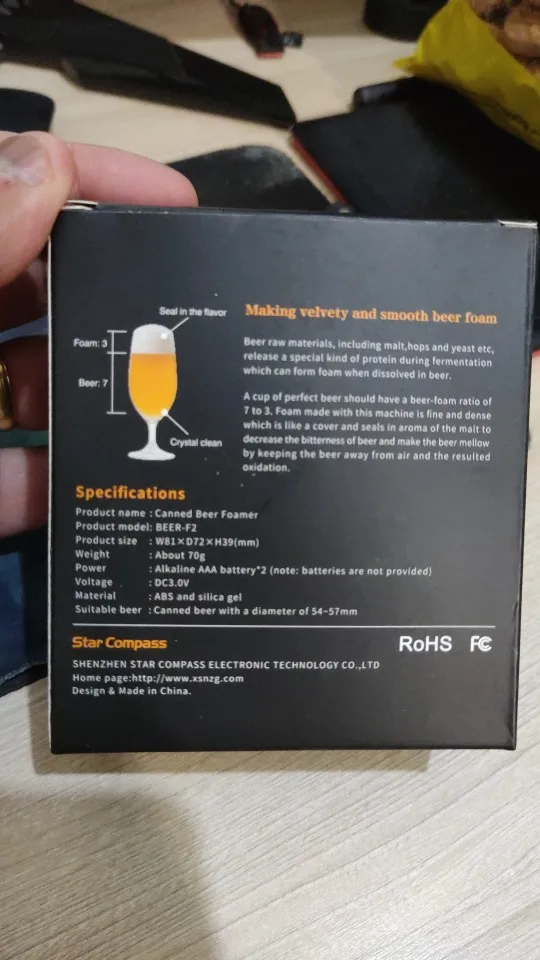 Seal in the flavor
Foam: 3
Beer: 7
Crystal clean
Making velvety and smooth beer foam
Beer raw materials, including malt,hops and yeast etc,
release a special kind of protein during fermentation
which can form foam when dissolved in beer.
A cup of perfect beer should have a beer-foam ratio of
7 to 3. Foam made with this machine is fine and dense
which is like a cover and seals in aroma of the malt to
decrease the bitterness of beer and make the beer mellow
by keeping the beer away from air and the resulted
oxidation.
Specifications
Product name : Canned Beer Foamer
Product model: BEER-F2
Product size : W81×D72×H39(mm)
Weight : About 70g
Power : Alkaline AAA battery*2 (note: batteries are not provided)
Voltage : DC3.0V
Material : ABS and silica gel
Suitable beer : Canned beer with a diameter of 54-57mm
Star Compass
RoHS FC
SHENZHEN STAR COMPASS ELECTRONIC TECHNOLOGY CO.,LTD
Home page:http://www.xsnzg.com
Design & Made in China.